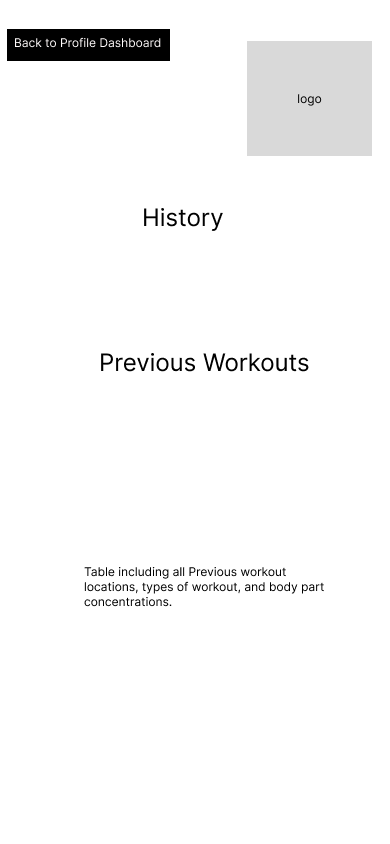 Back to Profile Dashboard
logo
History
Previous Workouts
Table including all Previous workout
locations, types of workout, and body part
concentrations.